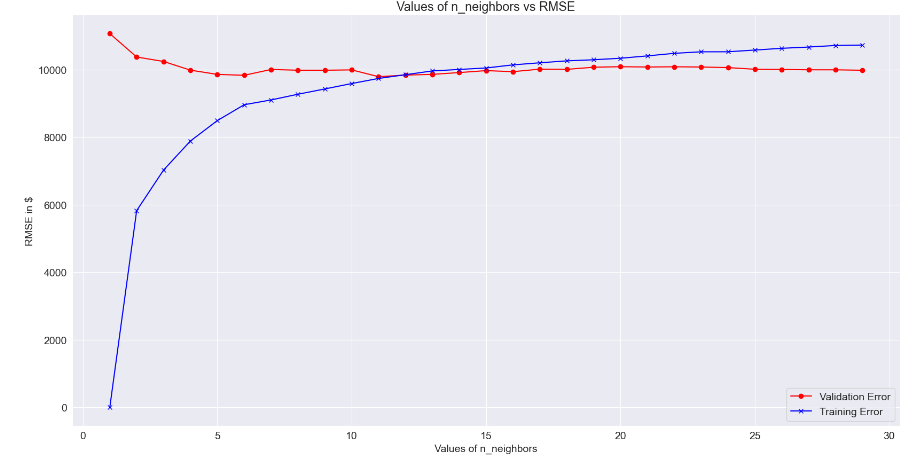 Values of n_neighbors vs RMSE
10000
8000
6000
4000
2000
0
RMSE in $
0 5 10 15 20 25 30
Values of n_neighbors
Validation Error
Training Error